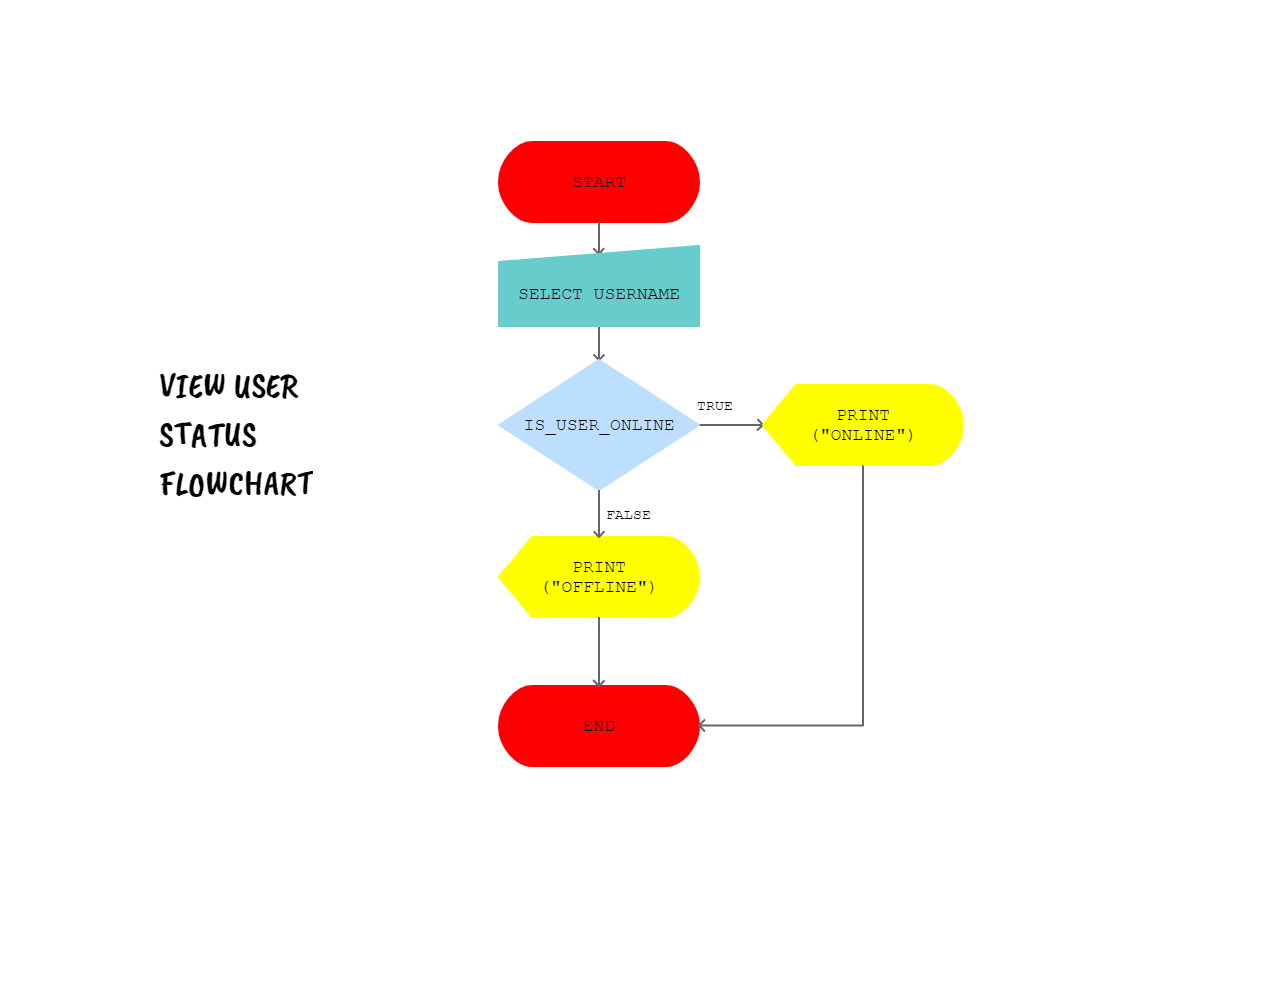 START
SELECT USERNAME
VIEW USER
STATUS
FLOWCHART
IS_USER_ONLINE
TRUE
PRINT
("ONLINE")
FALSE
PRINT
("OFFLINE")
END